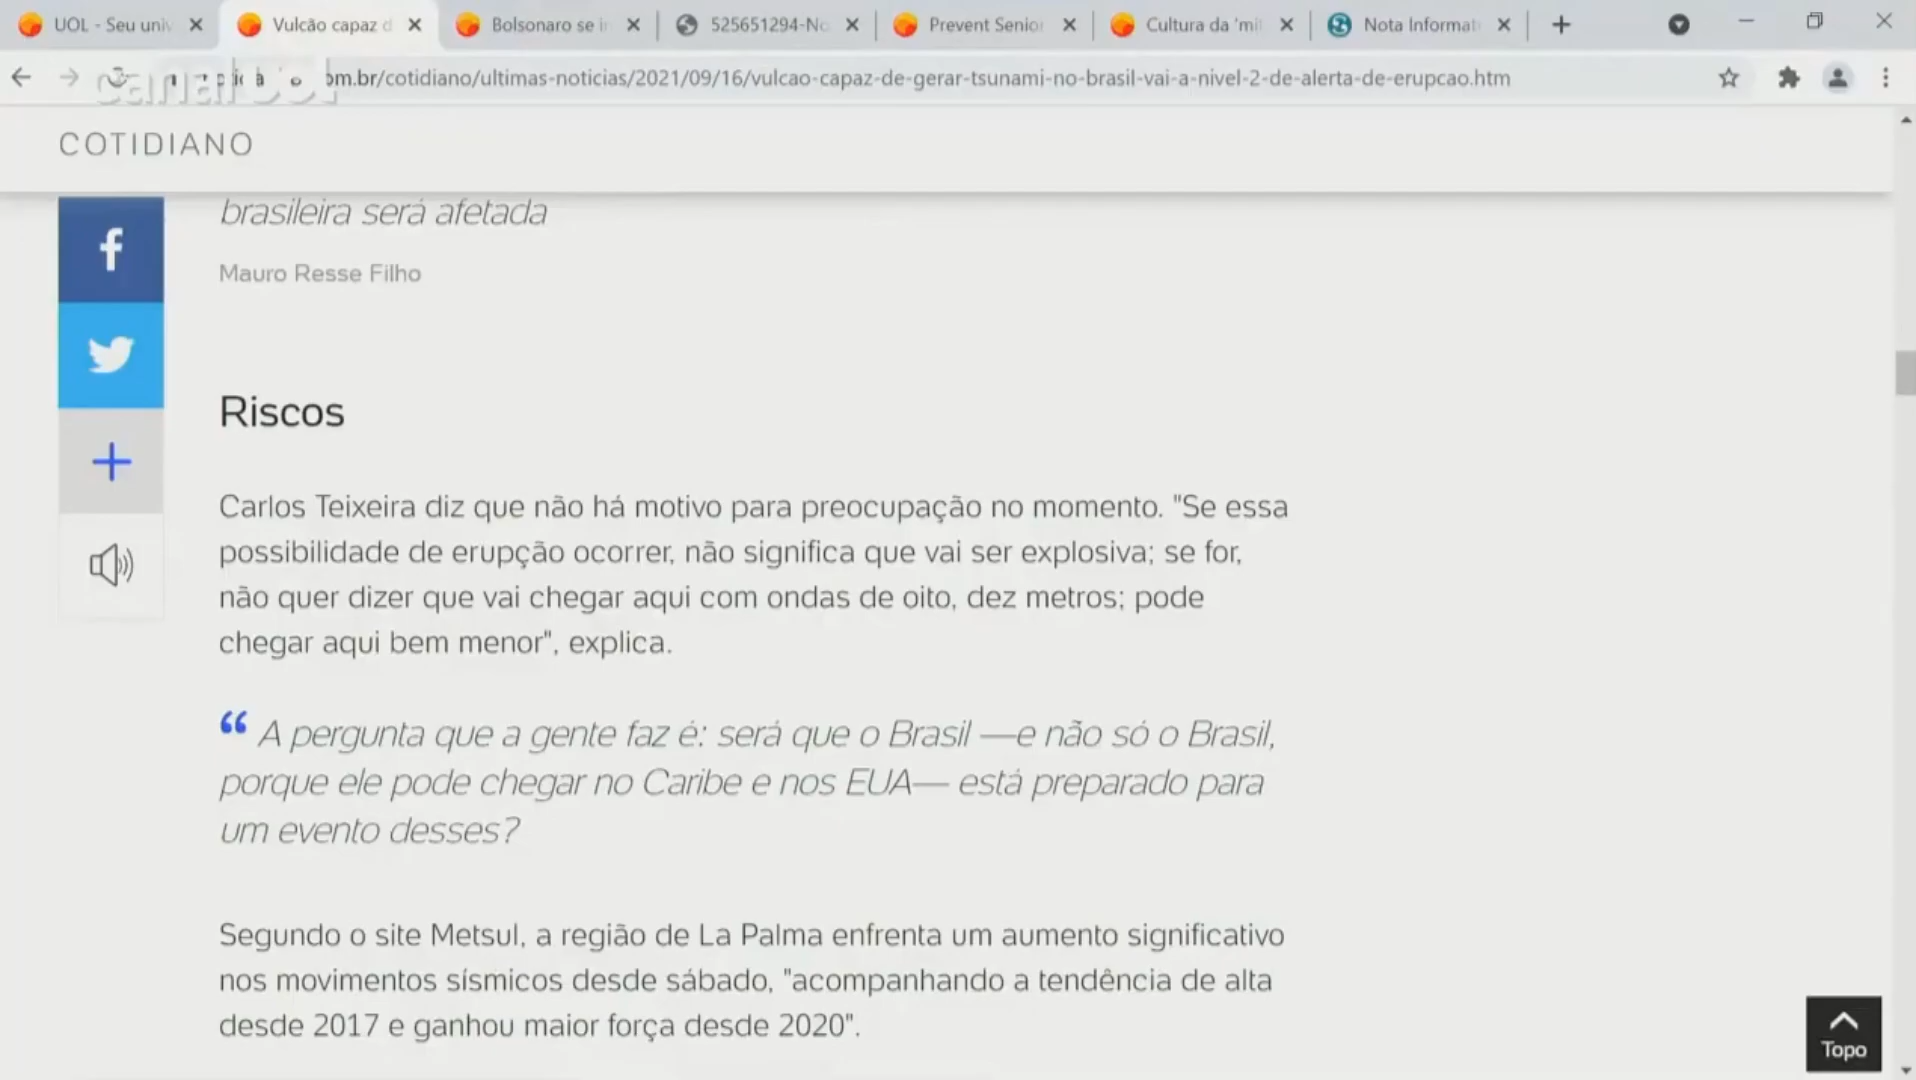 UOL - Seu univ
Vulcão capaz d
Bolsonaro se in
525651294-No
Prevent Senior
Cultura da 'mil
Nota Informat
om.br/cotidiano/ultimas-noticias/2021/09/16/vulcao-capaz-de-gerar-tsunami-no-brasil-vai-a-nivel-2-de-alerta-de-erupcao.htm
COTIDIANO
brasileira será afetada
Mauro Resse Filho
Riscos
Carlos Teixeira diz que não há motivo para preocupação no momento. "Se essa
possibilidade de erupção ocorrer, não significa que vai ser explosiva; se for,
não quer dizer que vai chegar aqui com ondas de oito, dez metros; pode
chegar aqui bem menor", explica.
“ A pergunta que a gente faz é: será que o Brasil —e não só o Brasil,
porque ele pode chegar no Caribe e nos EUA— está preparado para
um evento desses?
Segundo o site Metsul, a região de La Palma enfrenta um aumento significativo
nos movimentos sísmicos desde sábado, "acompanhando a tendência de alta
desde 2017 e ganhou maior força desde 2020".
Topo